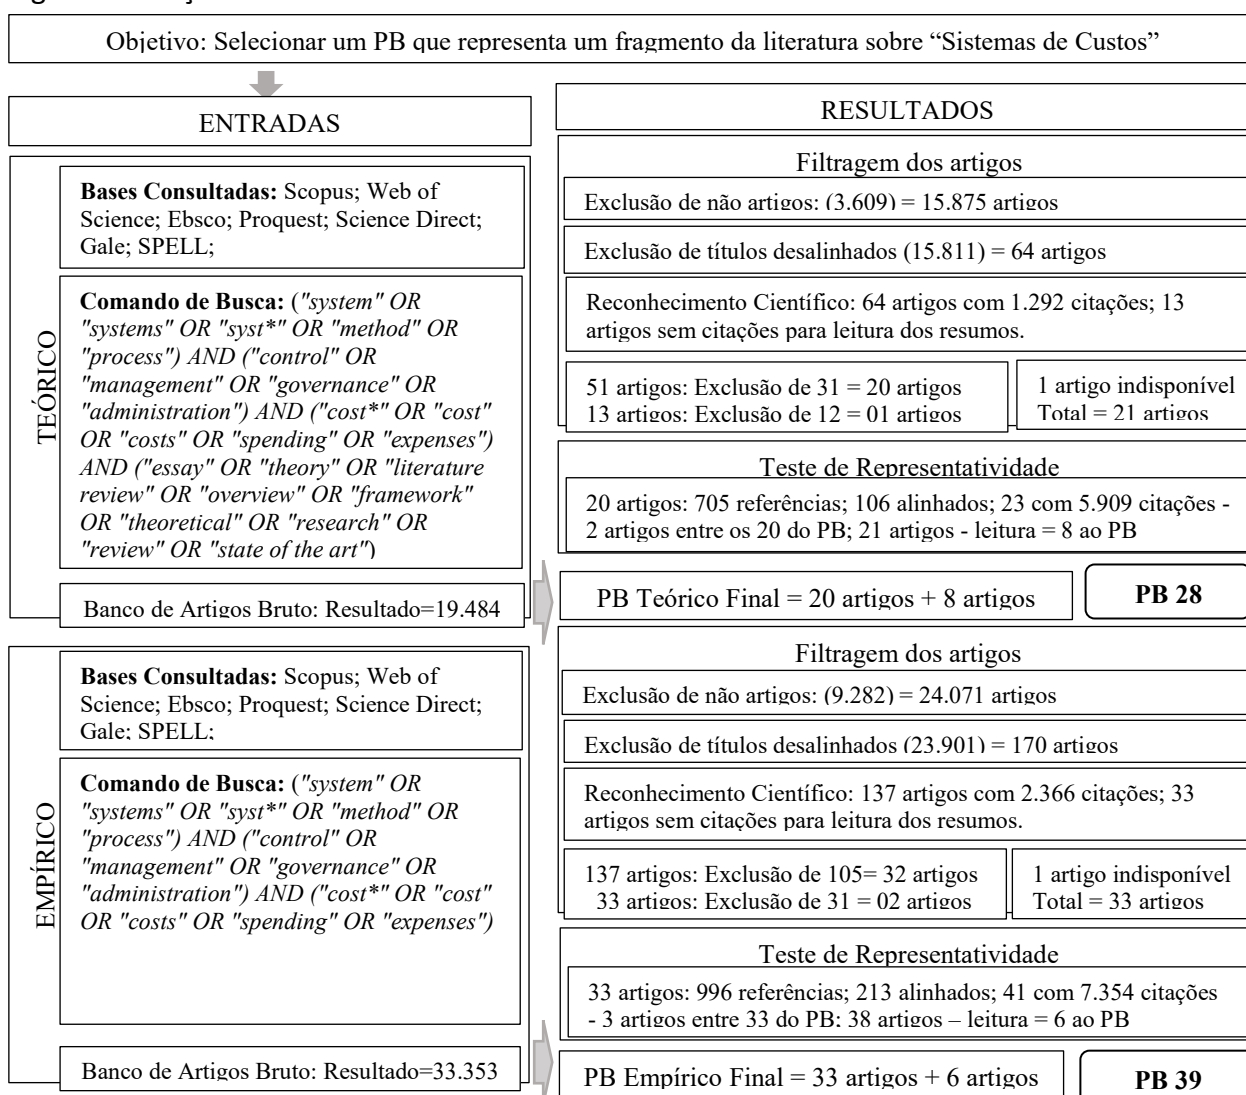 Objetivo: Selecionar um PB que representa um fragmento da literatura sobre “Sistemas de Custos”
ENTRADAS
RESULTADOS
TEÓRICO
Bases Consultadas: Scopus; Web of
Science; Ebsco; Proquest; Science Direct;
Gale; SPELL;
Comando de Busca: ("system" OR
"systems" OR "syst*" OR "method" OR
"process") AND ("control" OR
"management" OR "governance" OR
"administration") AND ("cost*" OR "cost"
OR "costs" OR "spending" OR "expenses")
AND ("essay" OR "theory" OR "literature
review" OR "overview" OR "framework"
OR "theoretical" OR "research" OR
"review" OR "state of the art")
Banco de Artigos Bruto: Resultado=19.484
Filtragem dos artigos
Exclusão de não artigos: (3.609) = 15.875 artigos
Exclusão de títulos desalinhados (15.811) = 64 artigos
Reconhecimento Científico: 64 artigos com 1.292 citações; 13
artigos sem citações para leitura dos resumos.
51 artigos: Exclusão de 31 = 20 artigos
13 artigos: Exclusão de 12 = 01 artigos
1 artigo indisponível
Total = 21 artigos
Teste de Representatividade
20 artigos: 705 referências; 106 alinhados; 23 com 5.909 citações -
2 artigos entre os 20 do PB; 21 artigos - leitura = 8 ao PB
PB Teórico Final = 20 artigos + 8 artigos
PB 28
EMPÍRICO
Bases Consultadas: Scopus; Web of
Science; Ebsco; Proquest; Science Direct;
Gale; SPELL;
Comando de Busca: ("system" OR
"systems" OR "syst*" OR "method" OR
"process") AND ("control" OR
"management" OR "governance" OR
"administration") AND ("cost*" OR "cost"
OR "costs" OR "spending" OR "expenses")
Banco de Artigos Bruto: Resultado=33.353
Filtragem dos artigos
Exclusão de não artigos: (9.282) = 24.071 artigos
Exclusão de títulos desalinhados (23.901) = 170 artigos
Reconhecimento Científico: 137 artigos com 2.366 citações; 33
artigos sem citações para leitura dos resumos.
137 artigos: Exclusão de 105= 32 artigos
33 artigos: Exclusão de 31 = 02 artigos
1 artigo indisponível
Total = 33 artigos
Teste de Representatividade
33 artigos: 996 referências; 213 alinhados; 41 com 7.354 citações
- 3 artigos entre 33 do PB; 38 artigos – leitura = 6 ao PB
PB Empírico Final = 33 artigos + 6 artigos
PB 39